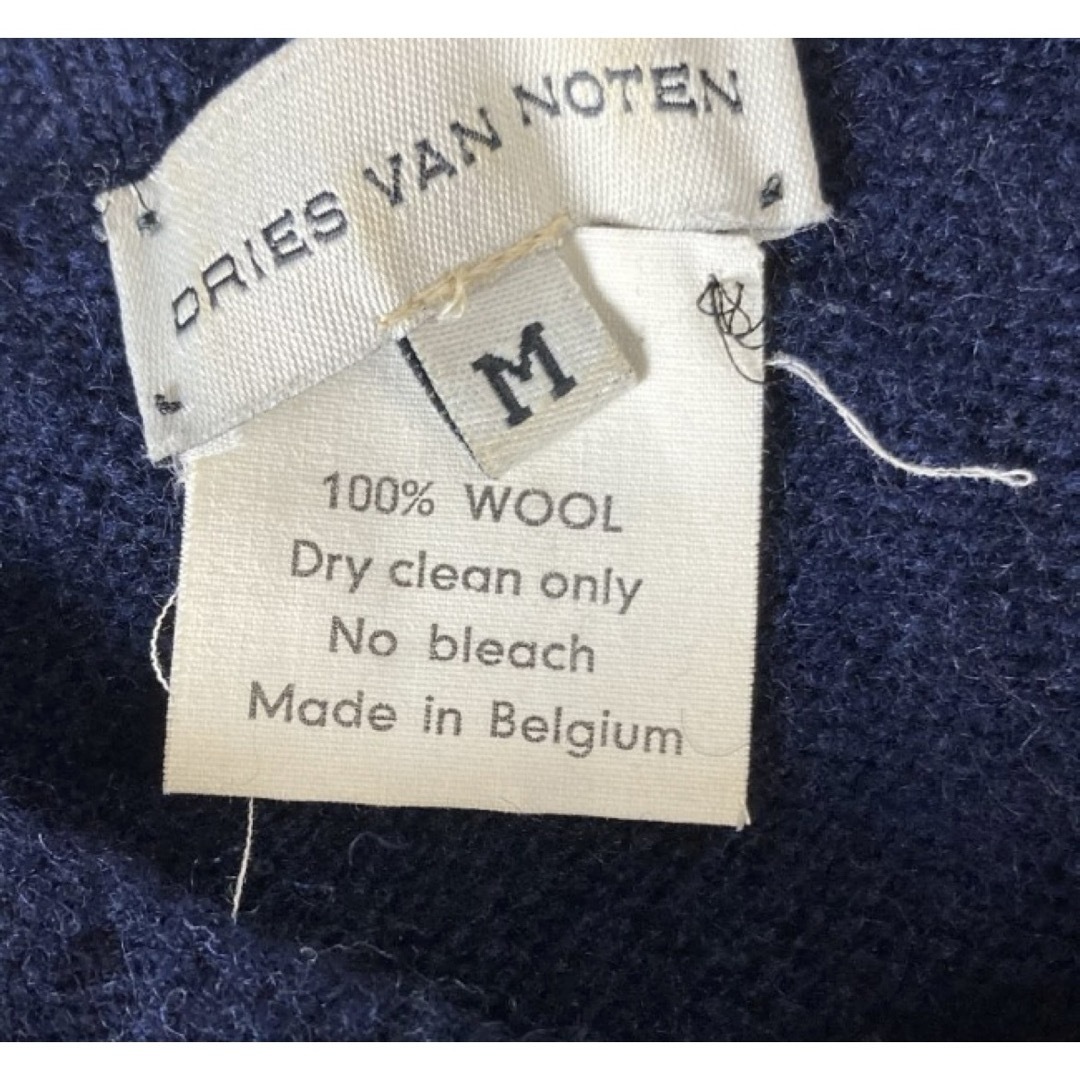 DRIES VAN NOTEN
M
100% WOOL
Dry clean only
No bleach
Made in Belgium